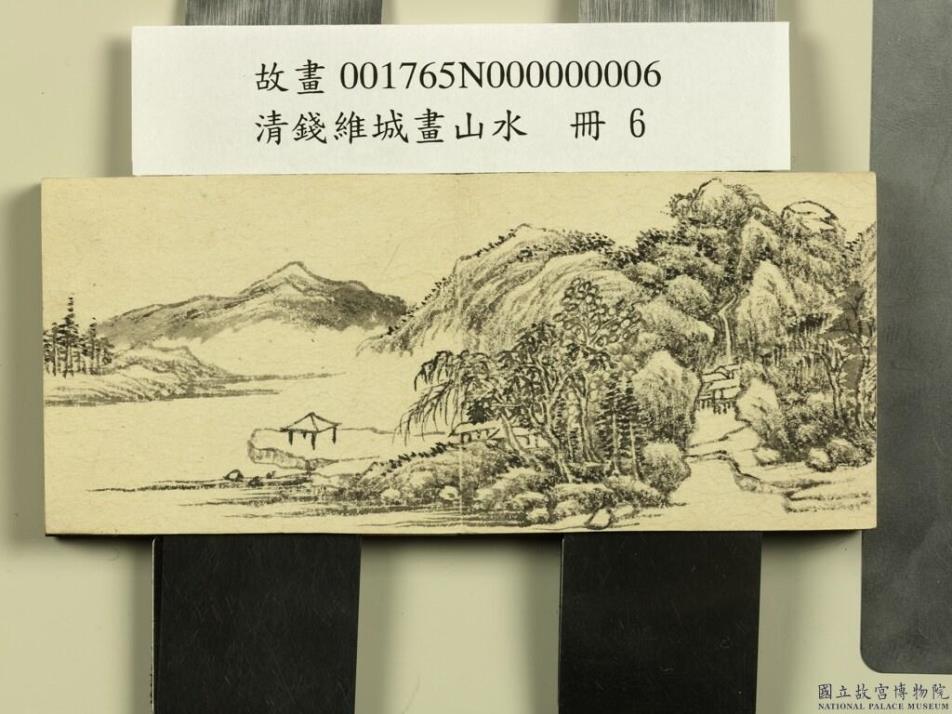 故畫 001765N000000006
清錢維城畫山水　冊 6
國立故宮博物院
NATIONAL PALACE MUSEUM